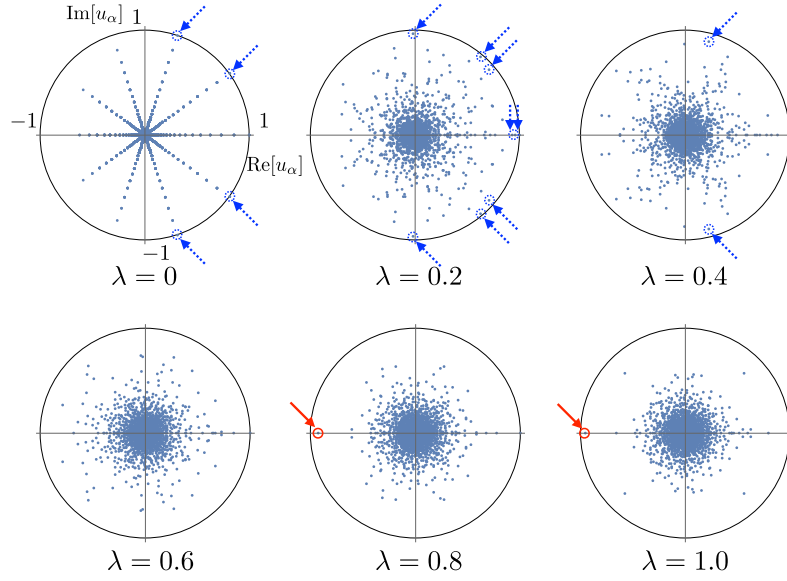 Im[u_α] 1
−1 1
Re[u_α]
−1
λ = 0 λ = 0.2 λ = 0.4
λ = 0.6 λ = 0.8 λ = 1.0